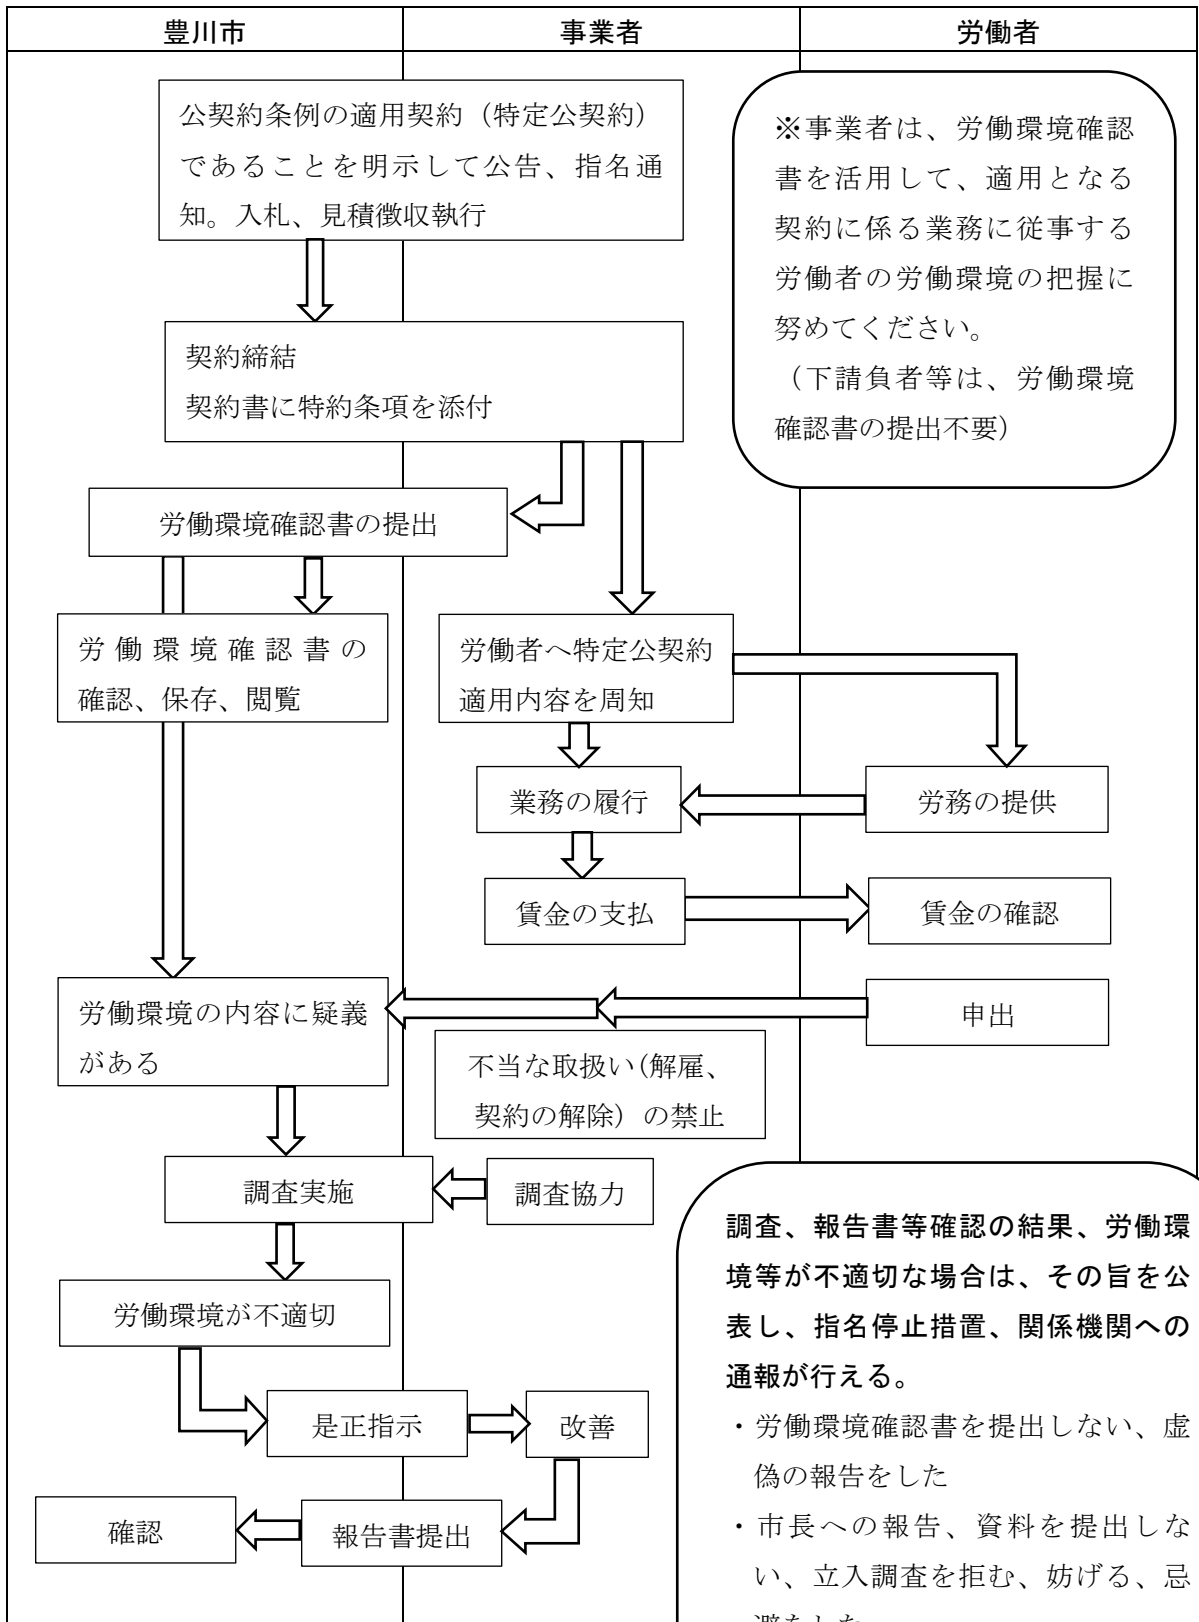 豊川市
事業者
労働者
公契約条例の適用契約（特定公契約）
であることを明示して公告、指名通
知。入札、見積徴収執行
※事業者は、労働環境確認
書を活用して、適用となる
契約に係る業務に従事する
労働者の労働環境の把握に
努めてください。
（下請負者等は、労働環境
確認書の提出不要）
契約締結
契約書に特約条項を添付
労働環境確認書の提出
労働環境確認書の
確認、保存、閲覧
労働者へ特定公契約
適用内容を周知
業務の履行
労務の提供
賃金の支払
賃金の確認
労働環境の内容に疑義
がある
申出
不当な取扱い（解雇、
契約の解除）の禁止
調査実施
調査協力
労働環境が不適切
是正指示
改善
確認
報告書提出
調査、報告書等確認の結果、労働環
境等が不適切な場合は、その旨を公
表し、指名停止措置、関係機関への
通報が行える。
・労働環境確認書を提出しない、虚
偽の報告をした
・市長への報告、資料を提出しな
い、立入調査を拒む、妨げる、忌